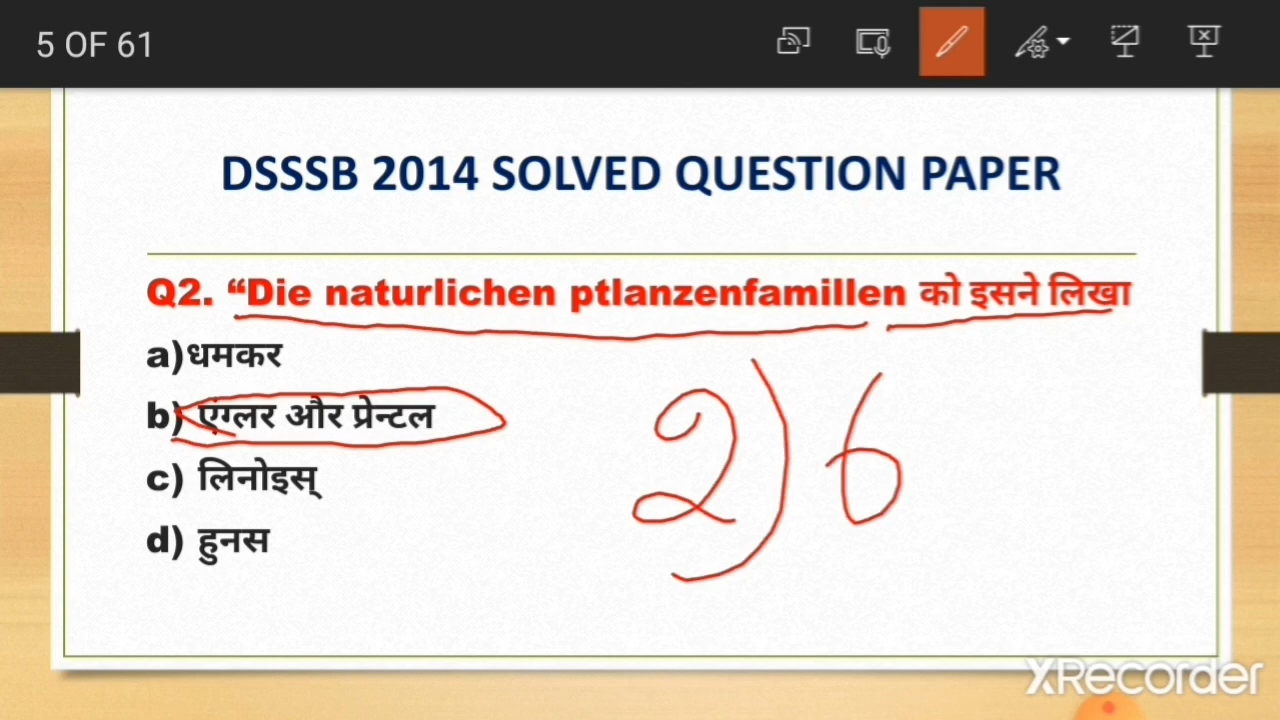 5 OF 61
DSSSB 2014 SOLVED QUESTION PAPER
Q2. “Die naturlichen ptlanzenfamillen को इसने लिखा
a)धमकर
b) एंग्लर और प्रेन्टल
c) लिनोइस्
d) हुनस
2) 6
XRecorder